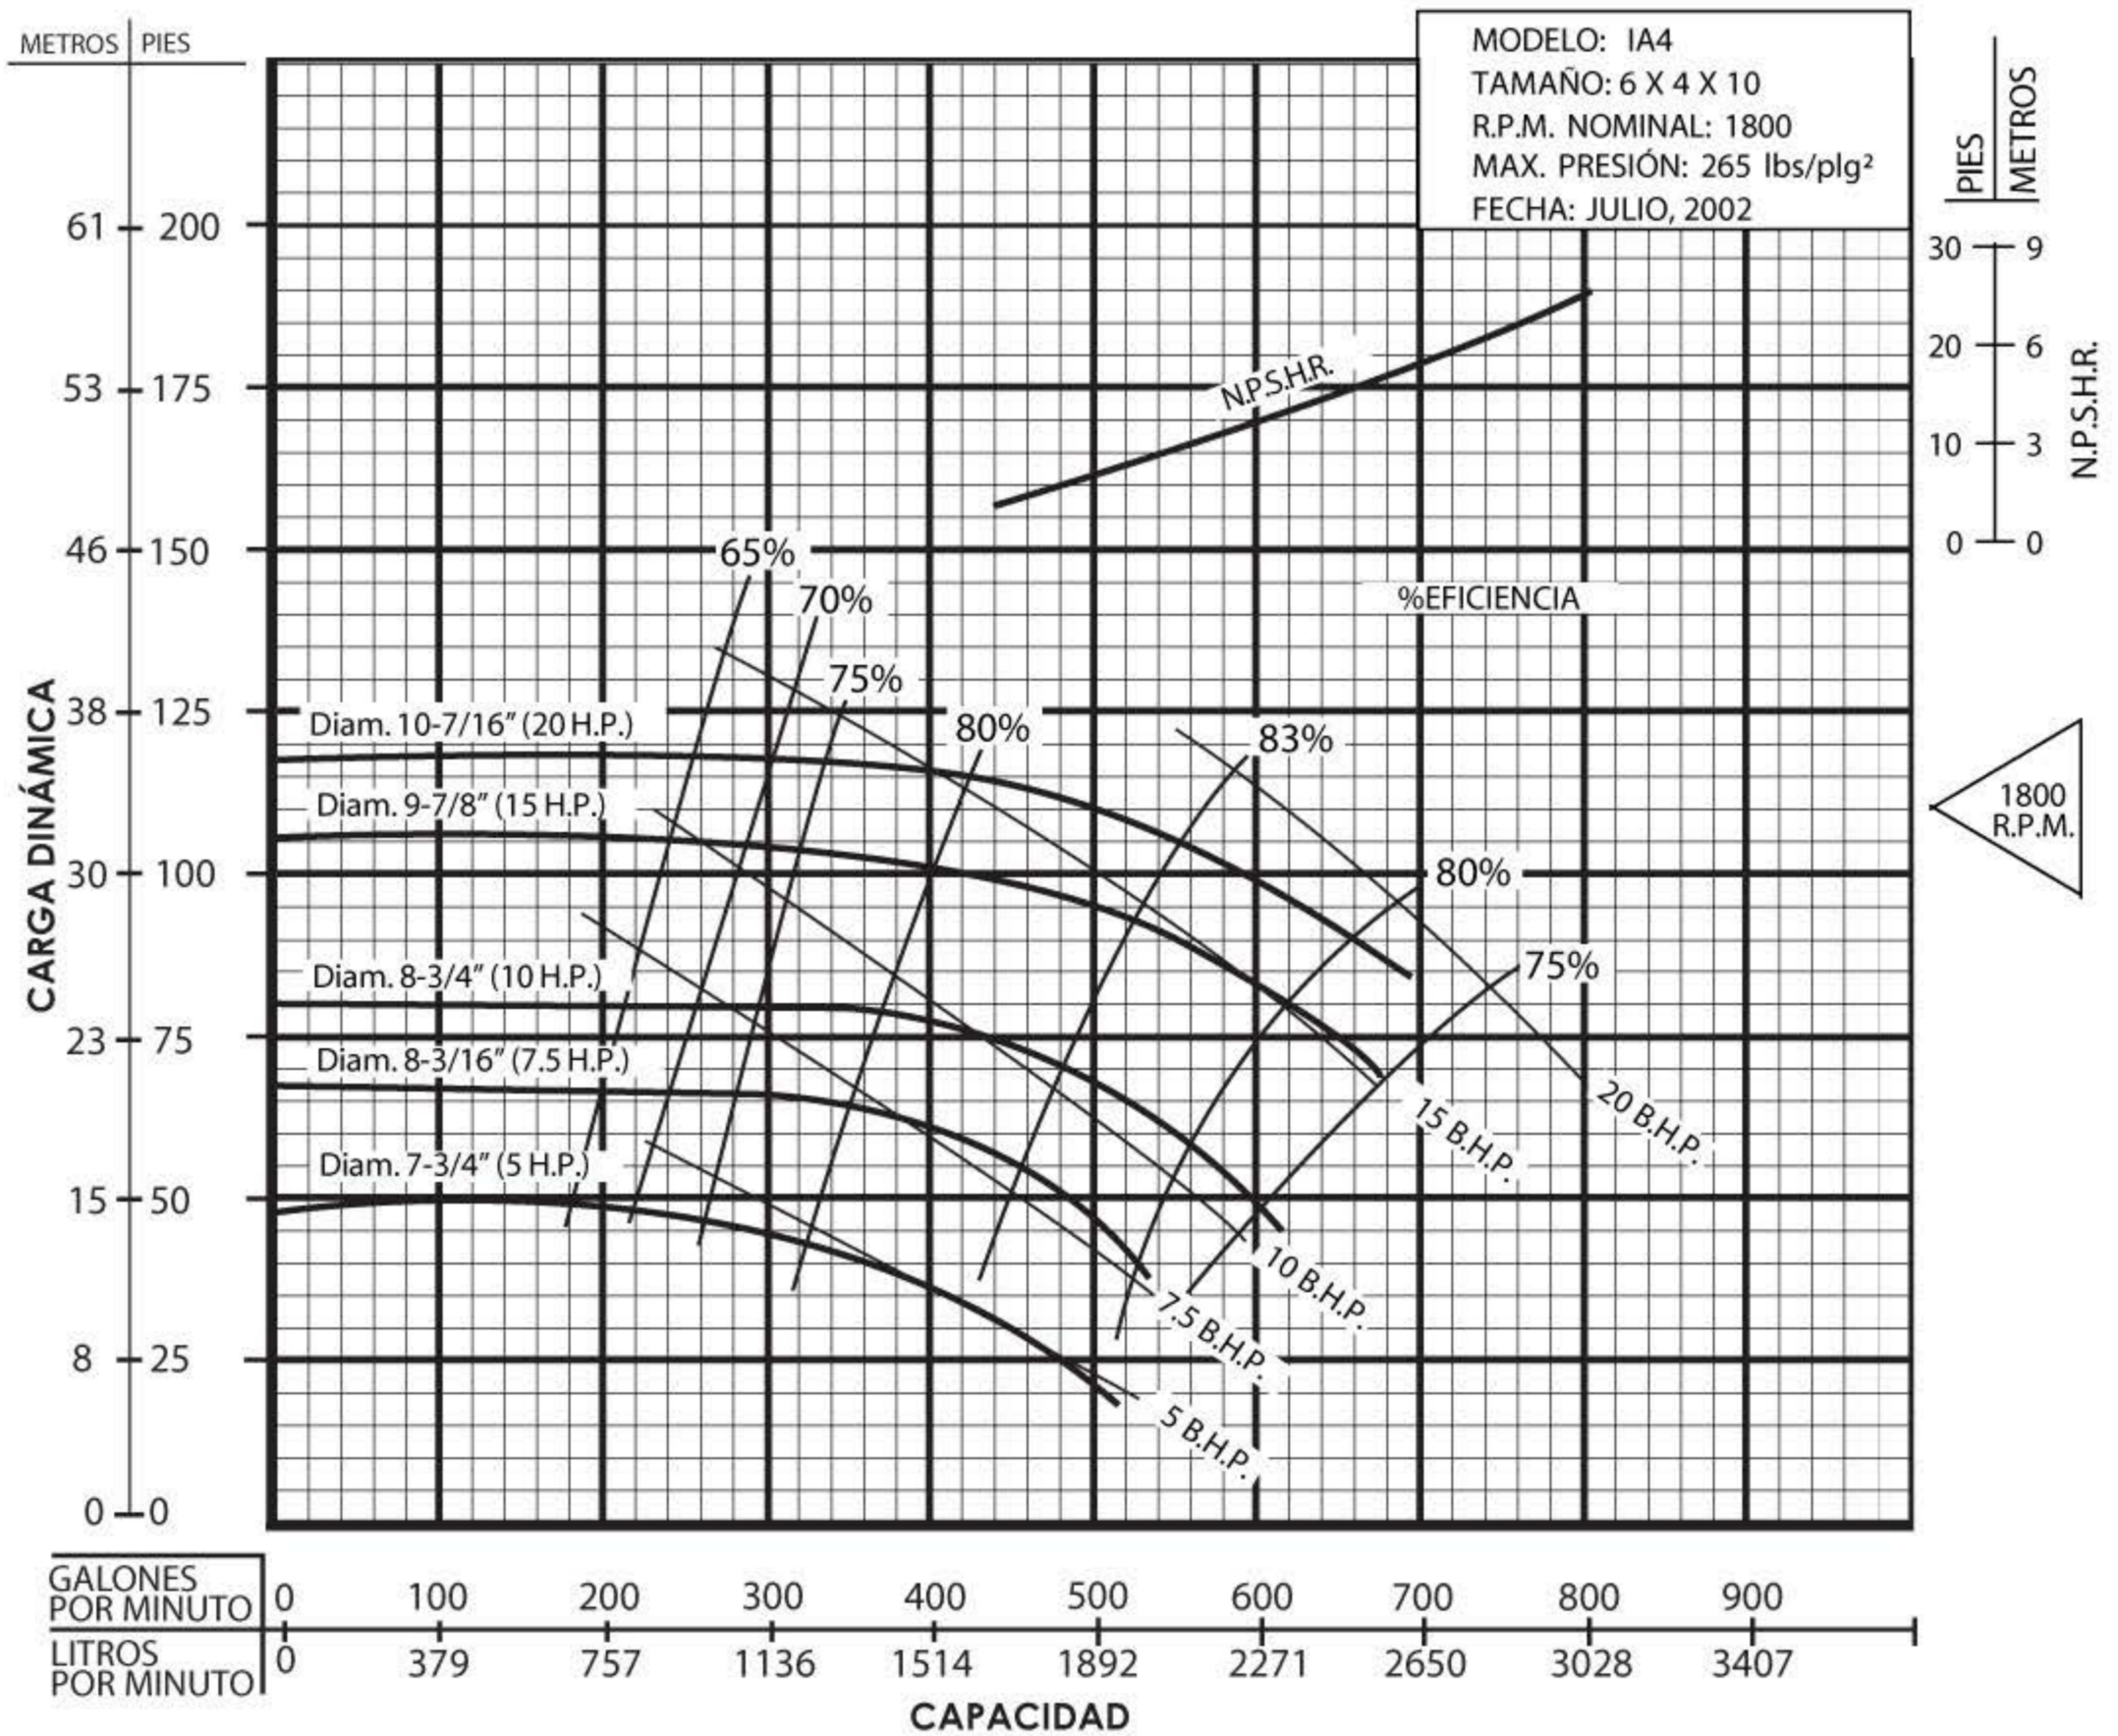 METROS PIES
MODELO: IA4
TAMAÑO: 6 X 4 X 10
R.P.M. NOMINAL: 1800
MAX. PRESIÓN: 265 lbs/plg²
FECHA: JULIO, 2002
PIES METROS
30 9
20 6
10 3
0 0
N.P.S.H.R.
61 200
53 175
46 150
38 125
30 100
23 75
15 50
8 25
0 0
CARGA DINÁMICA
N.P.S.H.R.
%EFICIENCIA
65%
70%
75%
80%
83%
80%
75%
Diam. 10-7/16" (20 H.P.)
Diam. 9-7/8" (15 H.P.)
Diam. 8-3/4" (10 H.P.)
Diam. 8-3/16" (7.5 H.P.)
Diam. 7-3/4" (5 H.P.)
20 B.H.P.
15 B.H.P.
10 B.H.P.
7.5 B.H.P.
5 B.H.P.
1800
R.P.M.
GALONES
POR MINUTO
0 100 200 300 400 500 600 700 800 900
LITROS
POR MINUTO
0 379 757 1136 1514 1892 2271 2650 3028 3407
CAPACIDAD